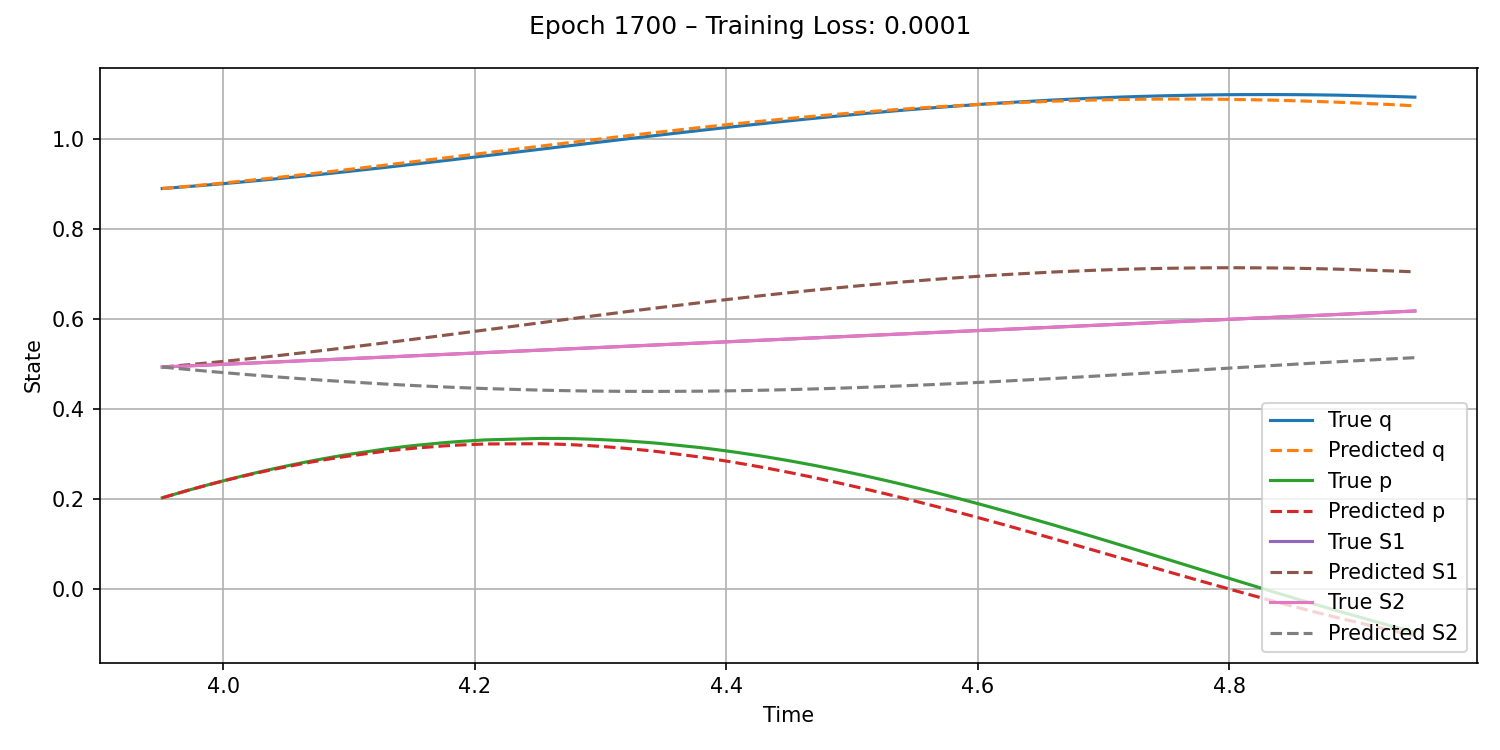 Epoch 1700 – Training Loss: 0.0001
1.0
0.8
0.6
0.4
0.2
0.0
State
4.0 4.2 4.4 4.6 4.8
Time
True q
Predicted q
True p
Predicted p
True S1
Predicted S1
True S2
Predicted S2